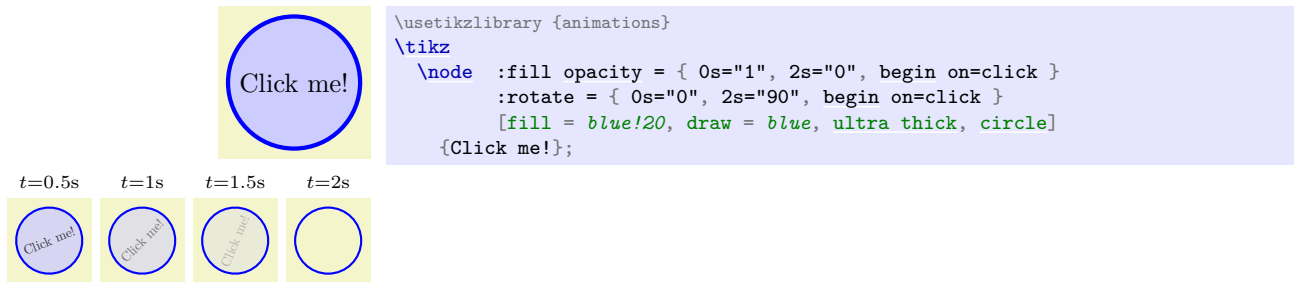 Click me!
\usetikzlibrary {animations}
\tikz
\node :fill opacity = { 0s="1", 2s="0", begin on=click }
:rotate = { 0s="0", 2s="90", begin on=click }
[fill = blue!20, draw = blue, ultra thick, circle]
{Click me!};
t=0.5s t=1s t=1.5s t=2s
Click me! Click me! Click me!